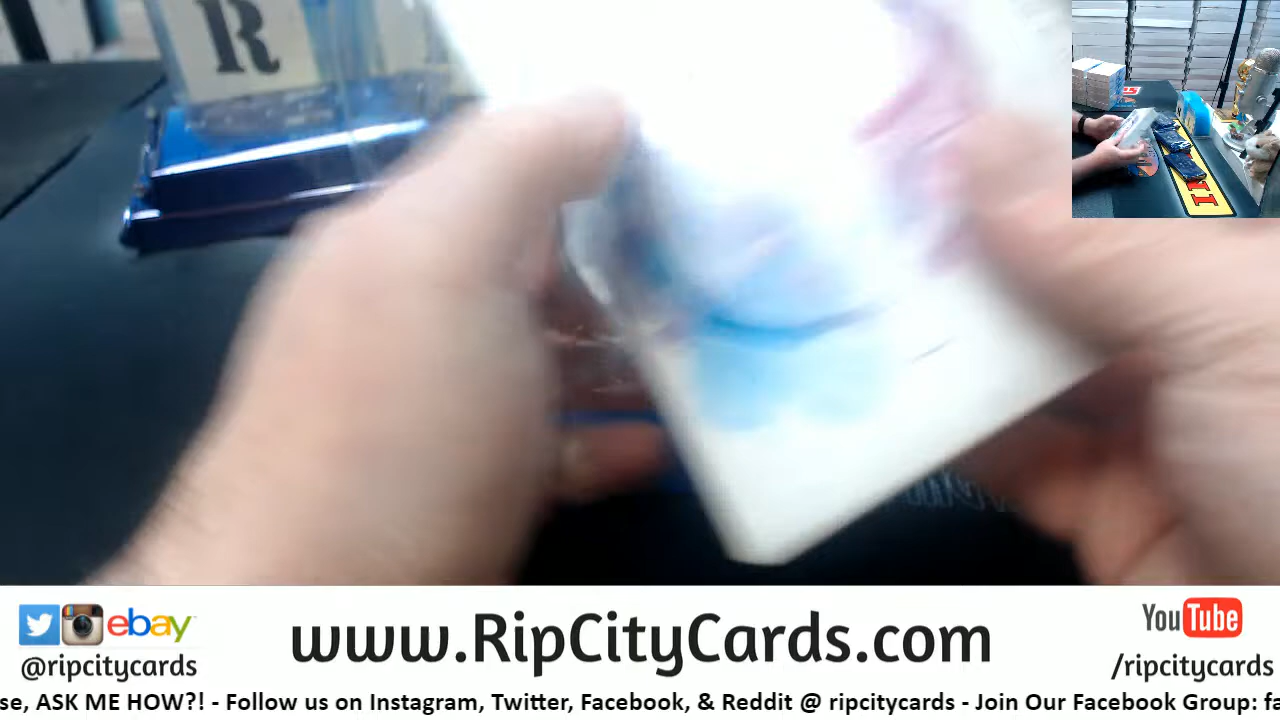 R
ebay
@ripcitycards
www.RipCityCards.com
YouTube
/ripcitycards
se, ASK ME HOW?! - Follow us on Instagram, Twitter, Facebook, & Reddit @ ripcitycards - Join Our Facebook Group: fa